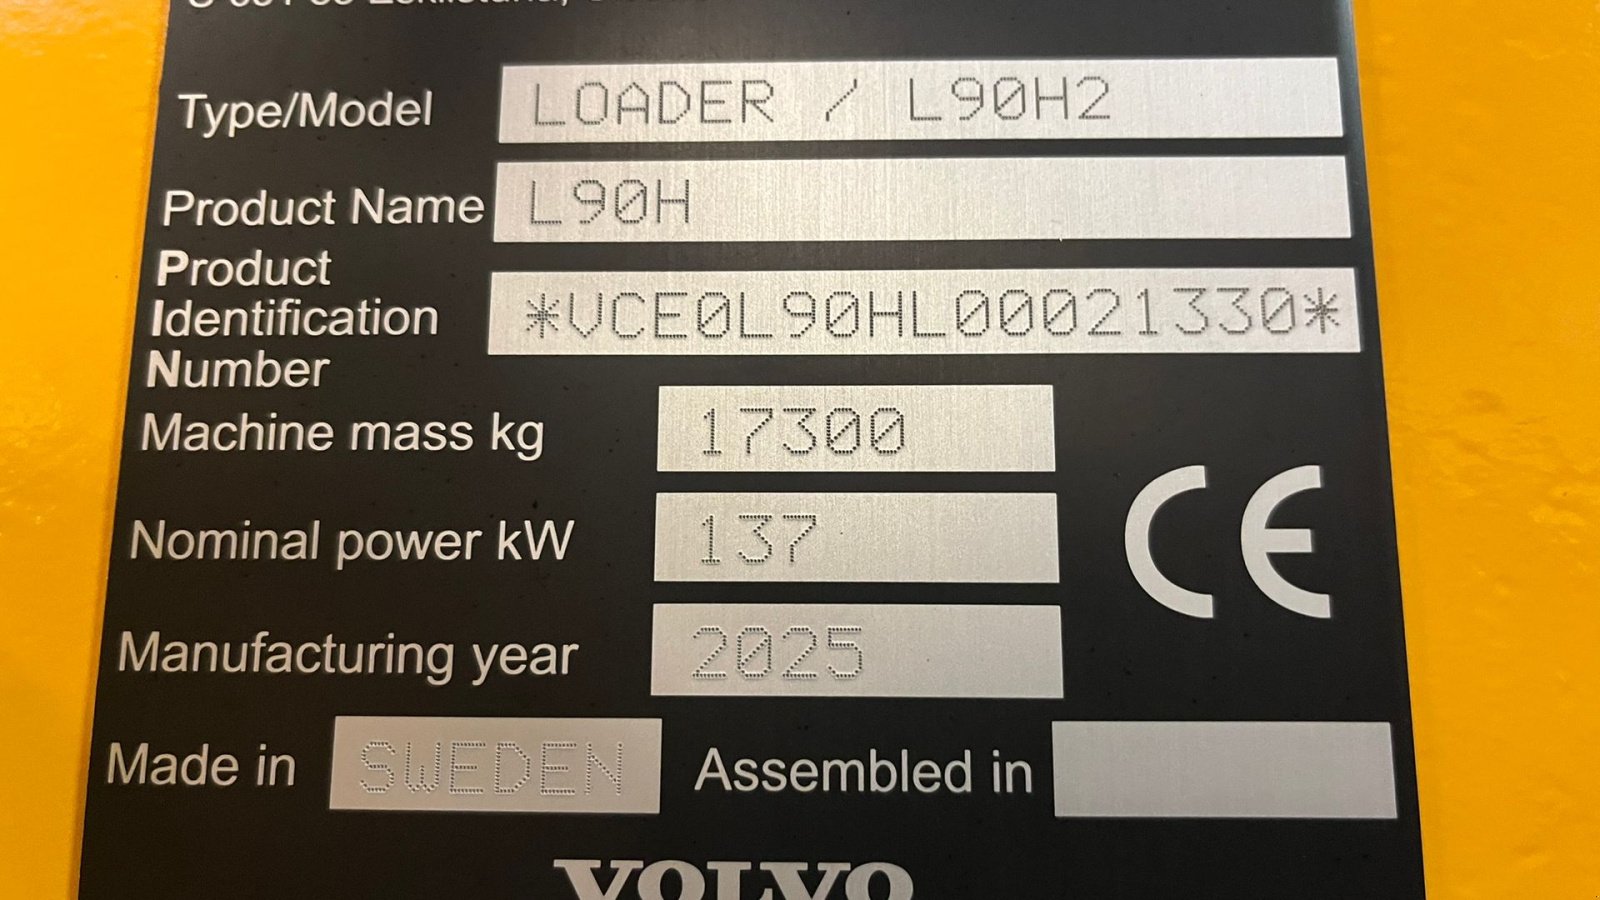 Type/Model LOADER / L90H2
Product Name L90H
Product
Identification *VCE0L90HL00021330*
Number
Machine mass kg 17300
Nominal power kW 137
CE
Manufacturing year 2025
Made in SWEDEN Assembled in
VOLVO